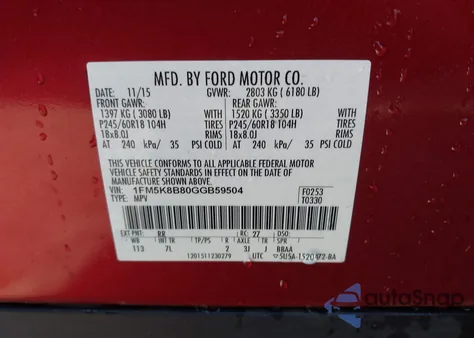 MFD. BY FORD MOTOR CO.
DATE: 11/15 GVWR: 2803 KG ( 6180 LB)
FRONT GAWR: REAR GAWR:
1397 KG ( 3080 LB) 1520 KG ( 3350 LB)
P245/60R18 104H TIRES P245/60R18 104H TIRES
18x8.0J RIMS 18x8.0J RIMS
AT 240 kPa/ 35 PSI COLD AT 240 kPa/ 35 PSI COLD
THIS VEHICLE CONFORMS TO ALL APPLICABLE FEDERAL MOTOR
VEHICLE SAFETY STANDARDS IN EFFECT ON THE DATE OF
MANUFACTURE SHOWN ABOVE.
VIN: 1FM5K8B80GGB59504 F0253
TYPE: MPV T0330
EXT PNT: RR RC: 27 DSO:
WB BRK INT TR TP/PS R AXLE TR SPR
113 7L 2 3J J BBAA
1201511230279 UTC
AutoSnap